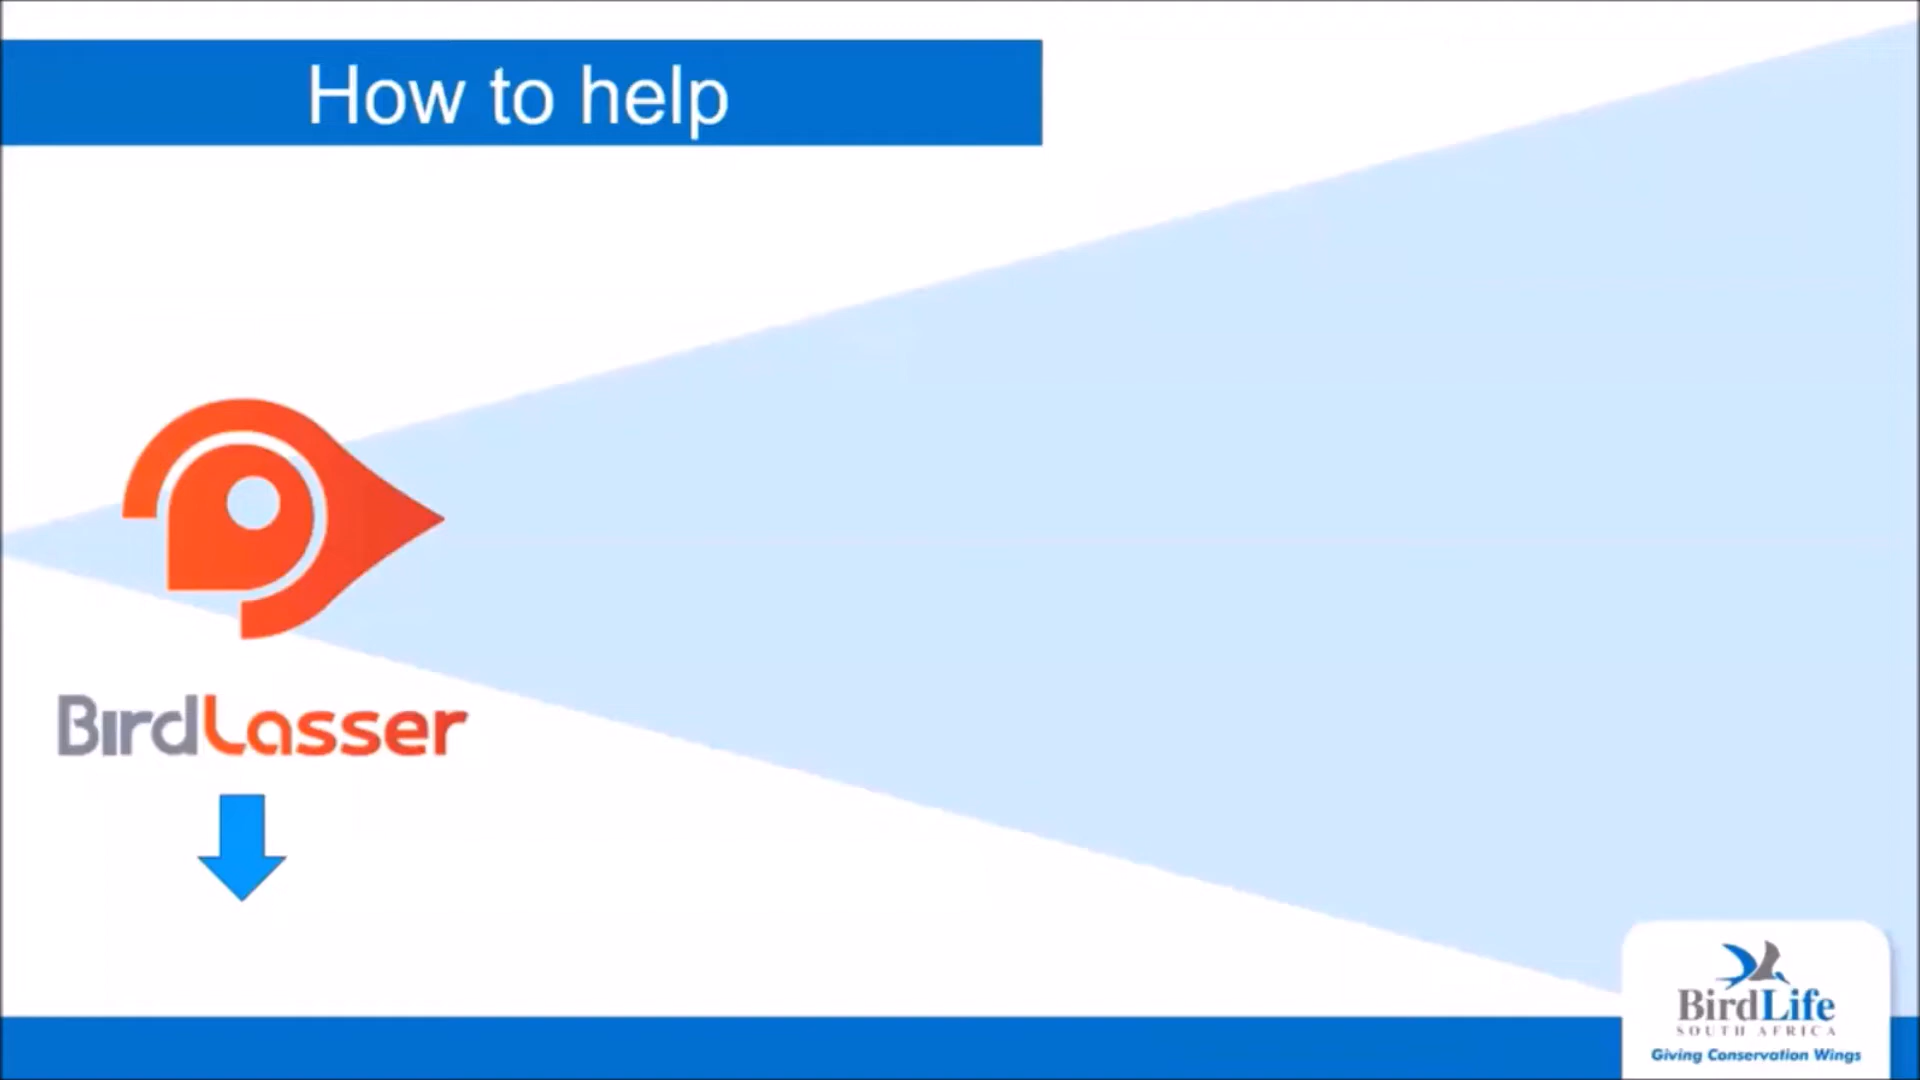 How to help
BirdLasser
BirdLife
SOUTH AFRICA
Giving Conservation Wings